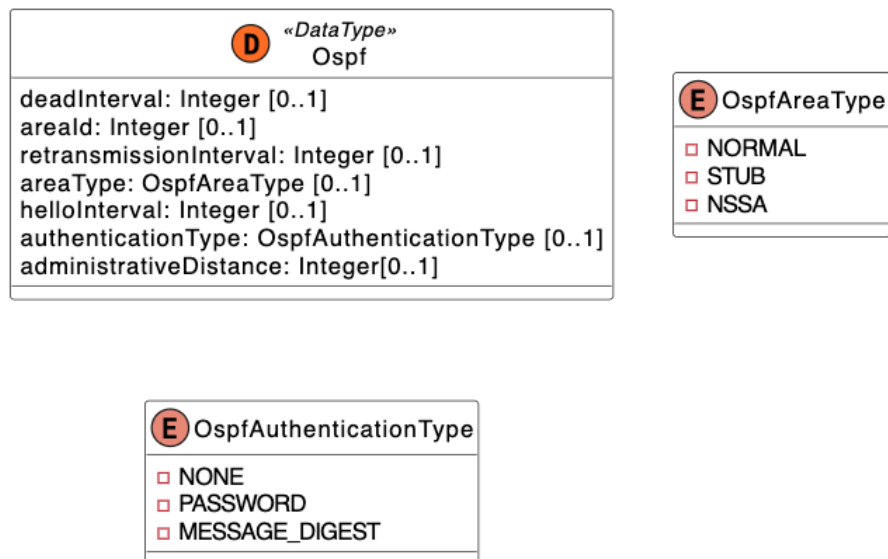 D
«DataType»
Ospf
deadInterval: Integer [0..1]
areaId: Integer [0..1]
retransmissionInterval: Integer [0..1]
areaType: OspfAreaType [0..1]
helloInterval: Integer [0..1]
authenticationType: OspfAuthenticationType [0..1]
administrativeDistance: Integer[0..1]
E OspfAreaType
NORMAL
STUB
NSSA
E OspfAuthenticationType
NONE
PASSWORD
MESSAGE_DIGEST